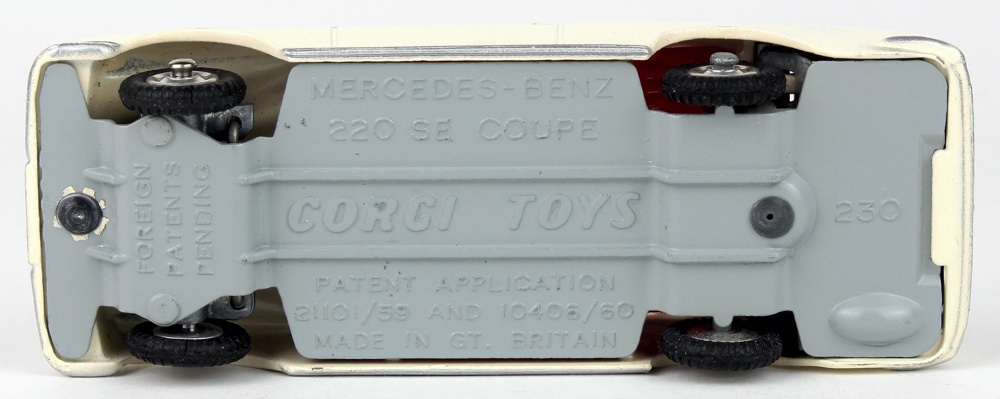 MERCEDES-BENZ
220 SE COUPE
CORGI TOYS
PATENT APPLICATION
21101/59 AND 10406/60
MADE IN GT. BRITAIN
FOREIGN
PATENTS
PENDING
230